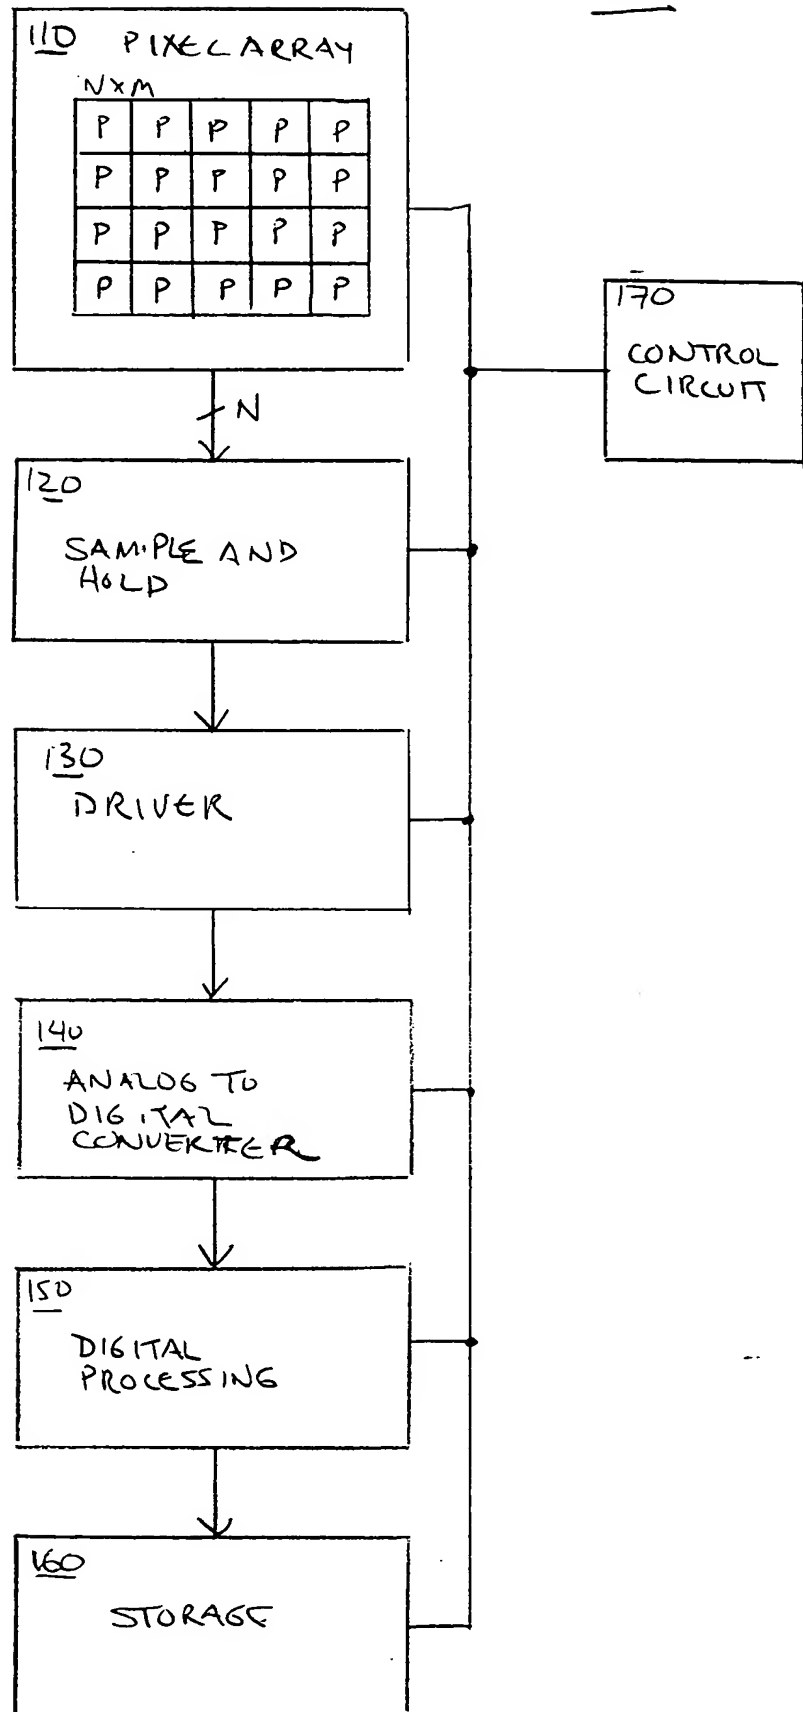 110 PIXEL ARRAY
NXM
P P P P P
P P P P P
P P P P P
P P P P P
N
170
CONTROL
CIRCUIT
120
SAMPLE AND
HOLD
130
DRIVER
140
ANALOG TO
DIGITAL
CONVERTER
150
DIGITAL
PROCESSING
160
STORAGE